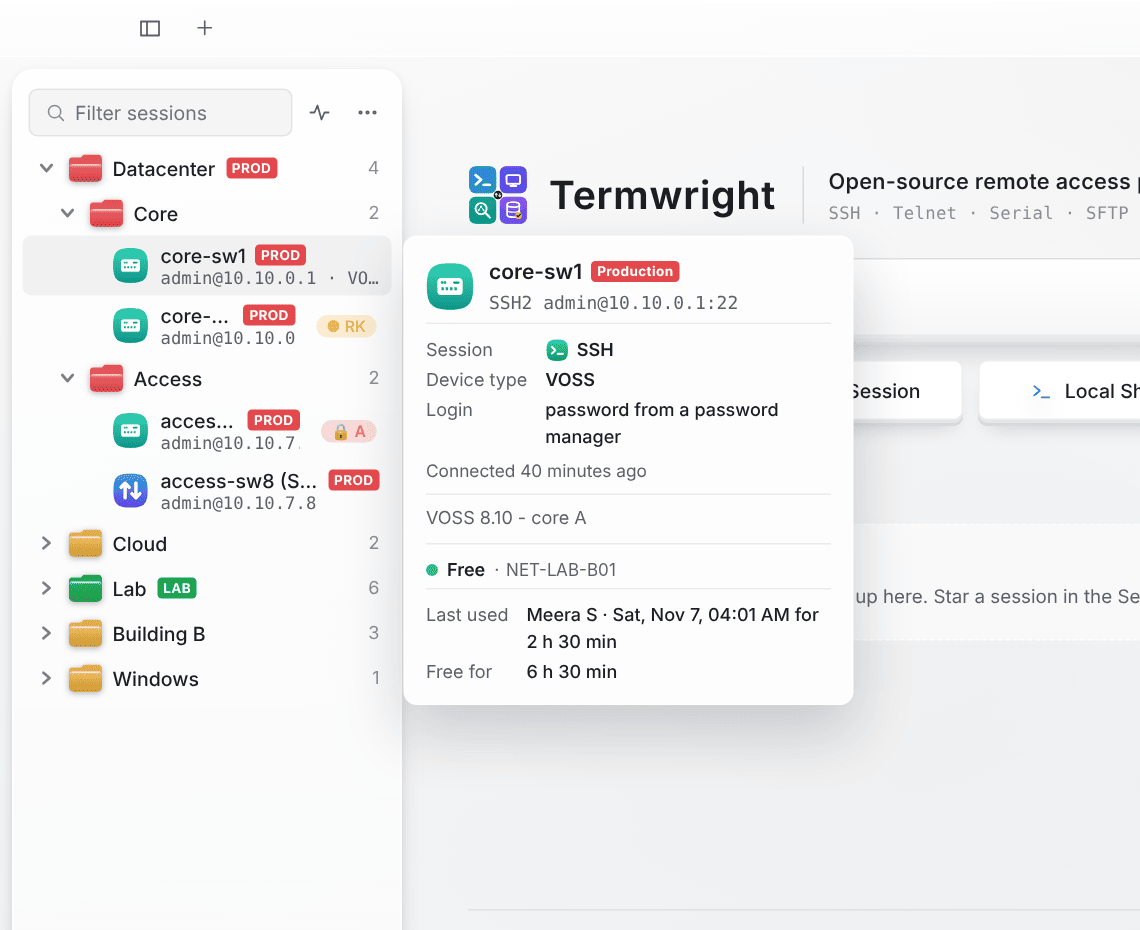 Filter sessions
Datacenter PROD 4
Core 2
core-sw1 PROD
admin@10.10.0.1 · VO…
core-… PROD
admin@10.10.0 RK
Access 2
acces… PROD
admin@10.10.7. A
access-sw8 (S… PROD
admin@10.10.7.8
Cloud 2
Lab LAB 6
Building B 3
Windows 1
Termwright
Open-source remote access
SSH · Telnet · Serial · SFTP
core-sw1 Production
SSH2 admin@10.10.0.1:22
Session SSH
Device type VOSS
Login password from a password
manager
Connected 40 minutes ago
VOSS 8.10 - core A
Free · NET-LAB-B01
Last used Meera S · Sat, Nov 7, 04:01 AM for
2 h 30 min
Free for 6 h 30 min
Session
>_ Local Sh
up here. Star a session in the Se